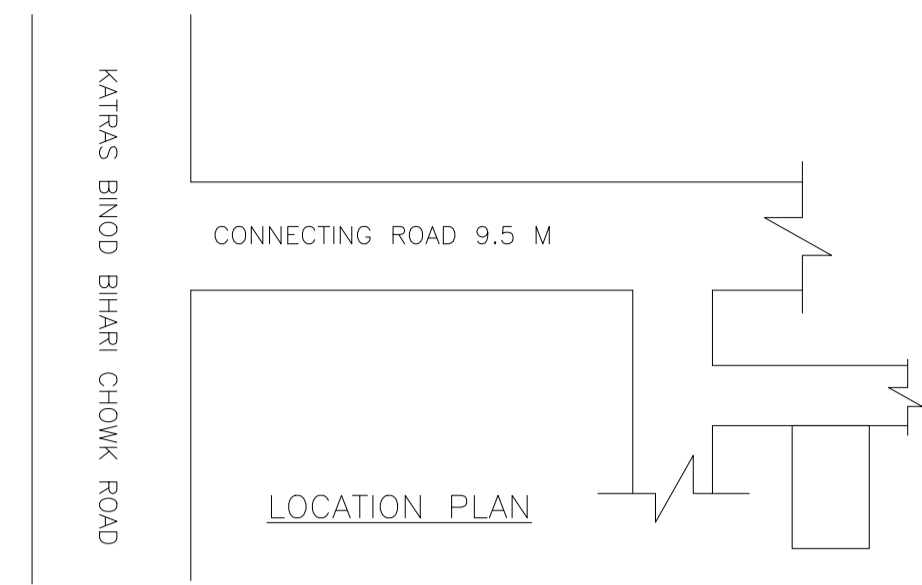 KATRAS BINOD BIHARI CHOWK ROAD
CONNECTING ROAD 9.5 M
LOCATION PLAN